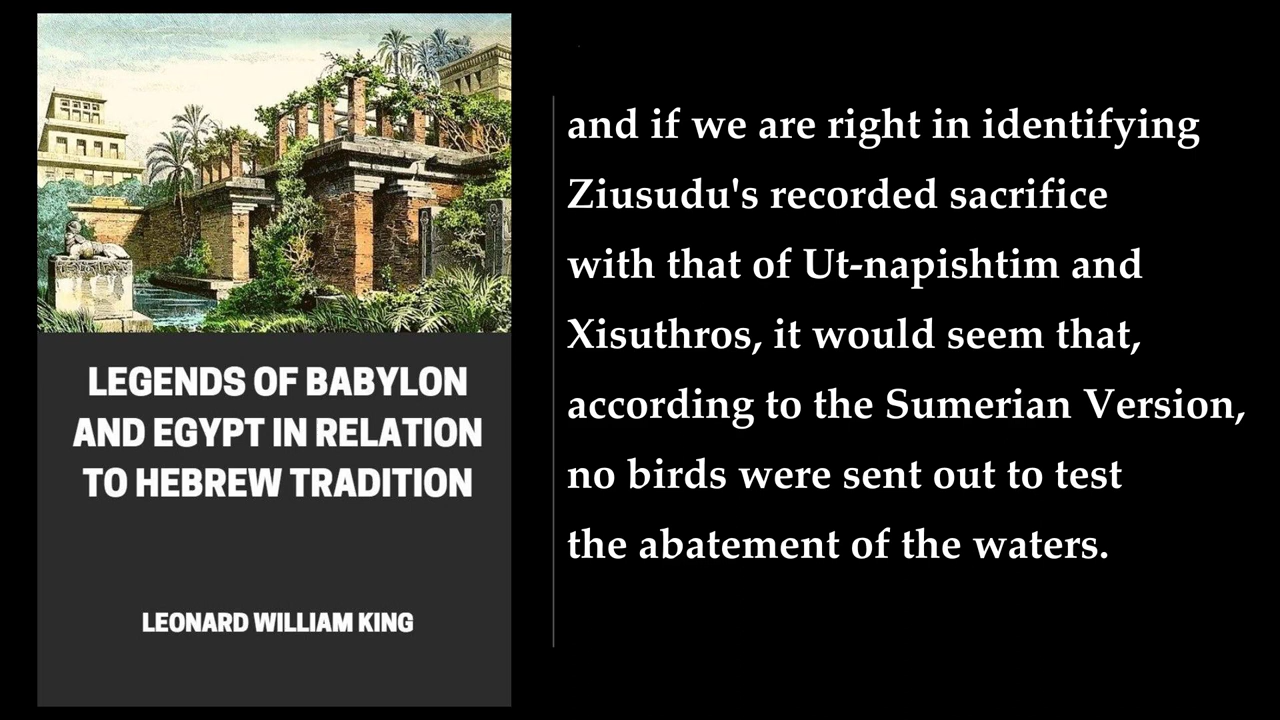 LEGENDS OF BABYLON
AND EGYPT IN RELATION
TO HEBREW TRADITION
LEONARD WILLIAM KING
and if we are right in identifying
Ziusudu's recorded sacrifice
with that of Ut-napishtim and
Xisuthros, it would seem that,
according to the Sumerian Version,
no birds were sent out to test
the abatement of the waters.